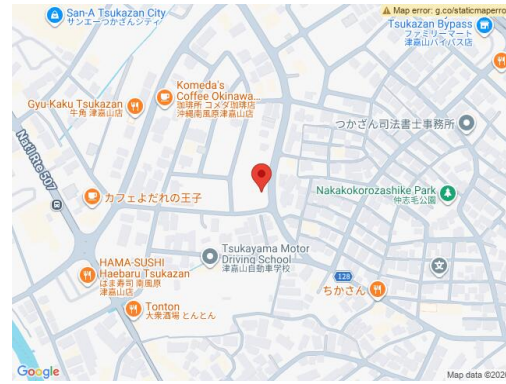 San-A Tsukazan City
サンエーつかざんシティ
Map error: g.co/staticmaperro
Tsukazan Bypass
ファミリーマート
津嘉山バイパス店
Komeda's
Coffee Okinawa...
珈琲所 コメダ珈琲店
沖縄南風原津嘉山店
Gyu-Kaku Tsukazan
牛角 津嘉山店
つかざん司法書士事務所
Nat'l Rte 507
カフェよだれの王子
Nakakokorozashike Park
仲志毛公園
Tsukayama Motor
Driving School
津嘉山自動車学校
HAMA-SUSHI
Haebaru Tsukazan
はま寿司 南風原
津嘉山店
128
ちかさん
文
Tonton
大衆酒場 とんとん
Google
Map data ©2026